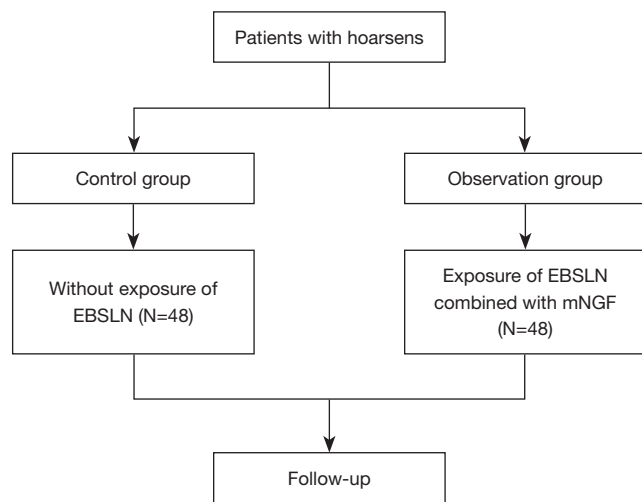 Patients with hoarsens
Control group
Observation group
Without exposure of
EBSLN (N=48)
Exposure of EBSLN
combined with mNGF
(N=48)
Follow-up